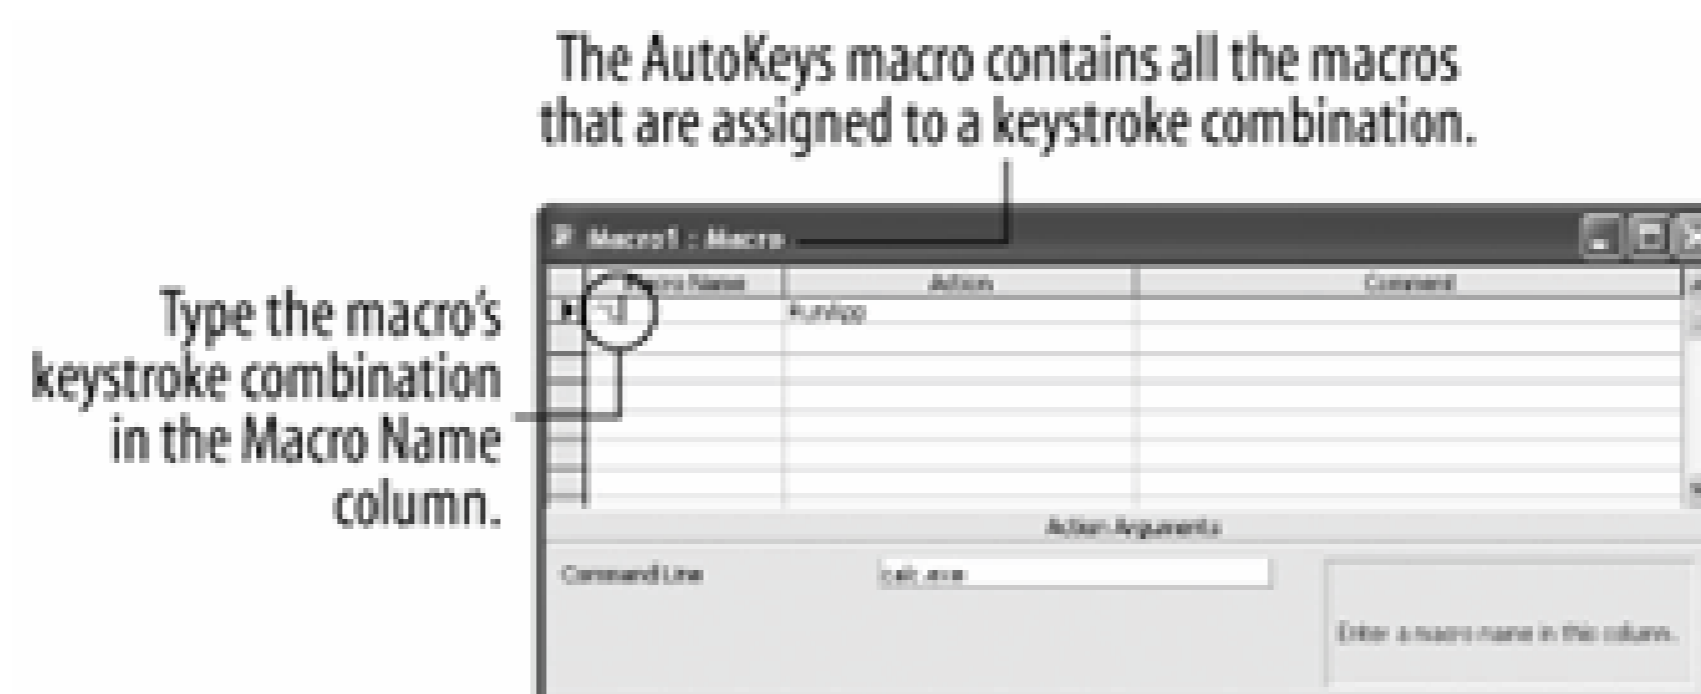 The AutoKeys macro contains all the macros
that are assigned to a keystroke combination.
Macro1 : Macro
Macro Name Action Comment
RunApp
Type the macro's
keystroke combination
in the Macro Name
column.
Action Arguments
Command Line calc.exe
Enter a macro name in this column.